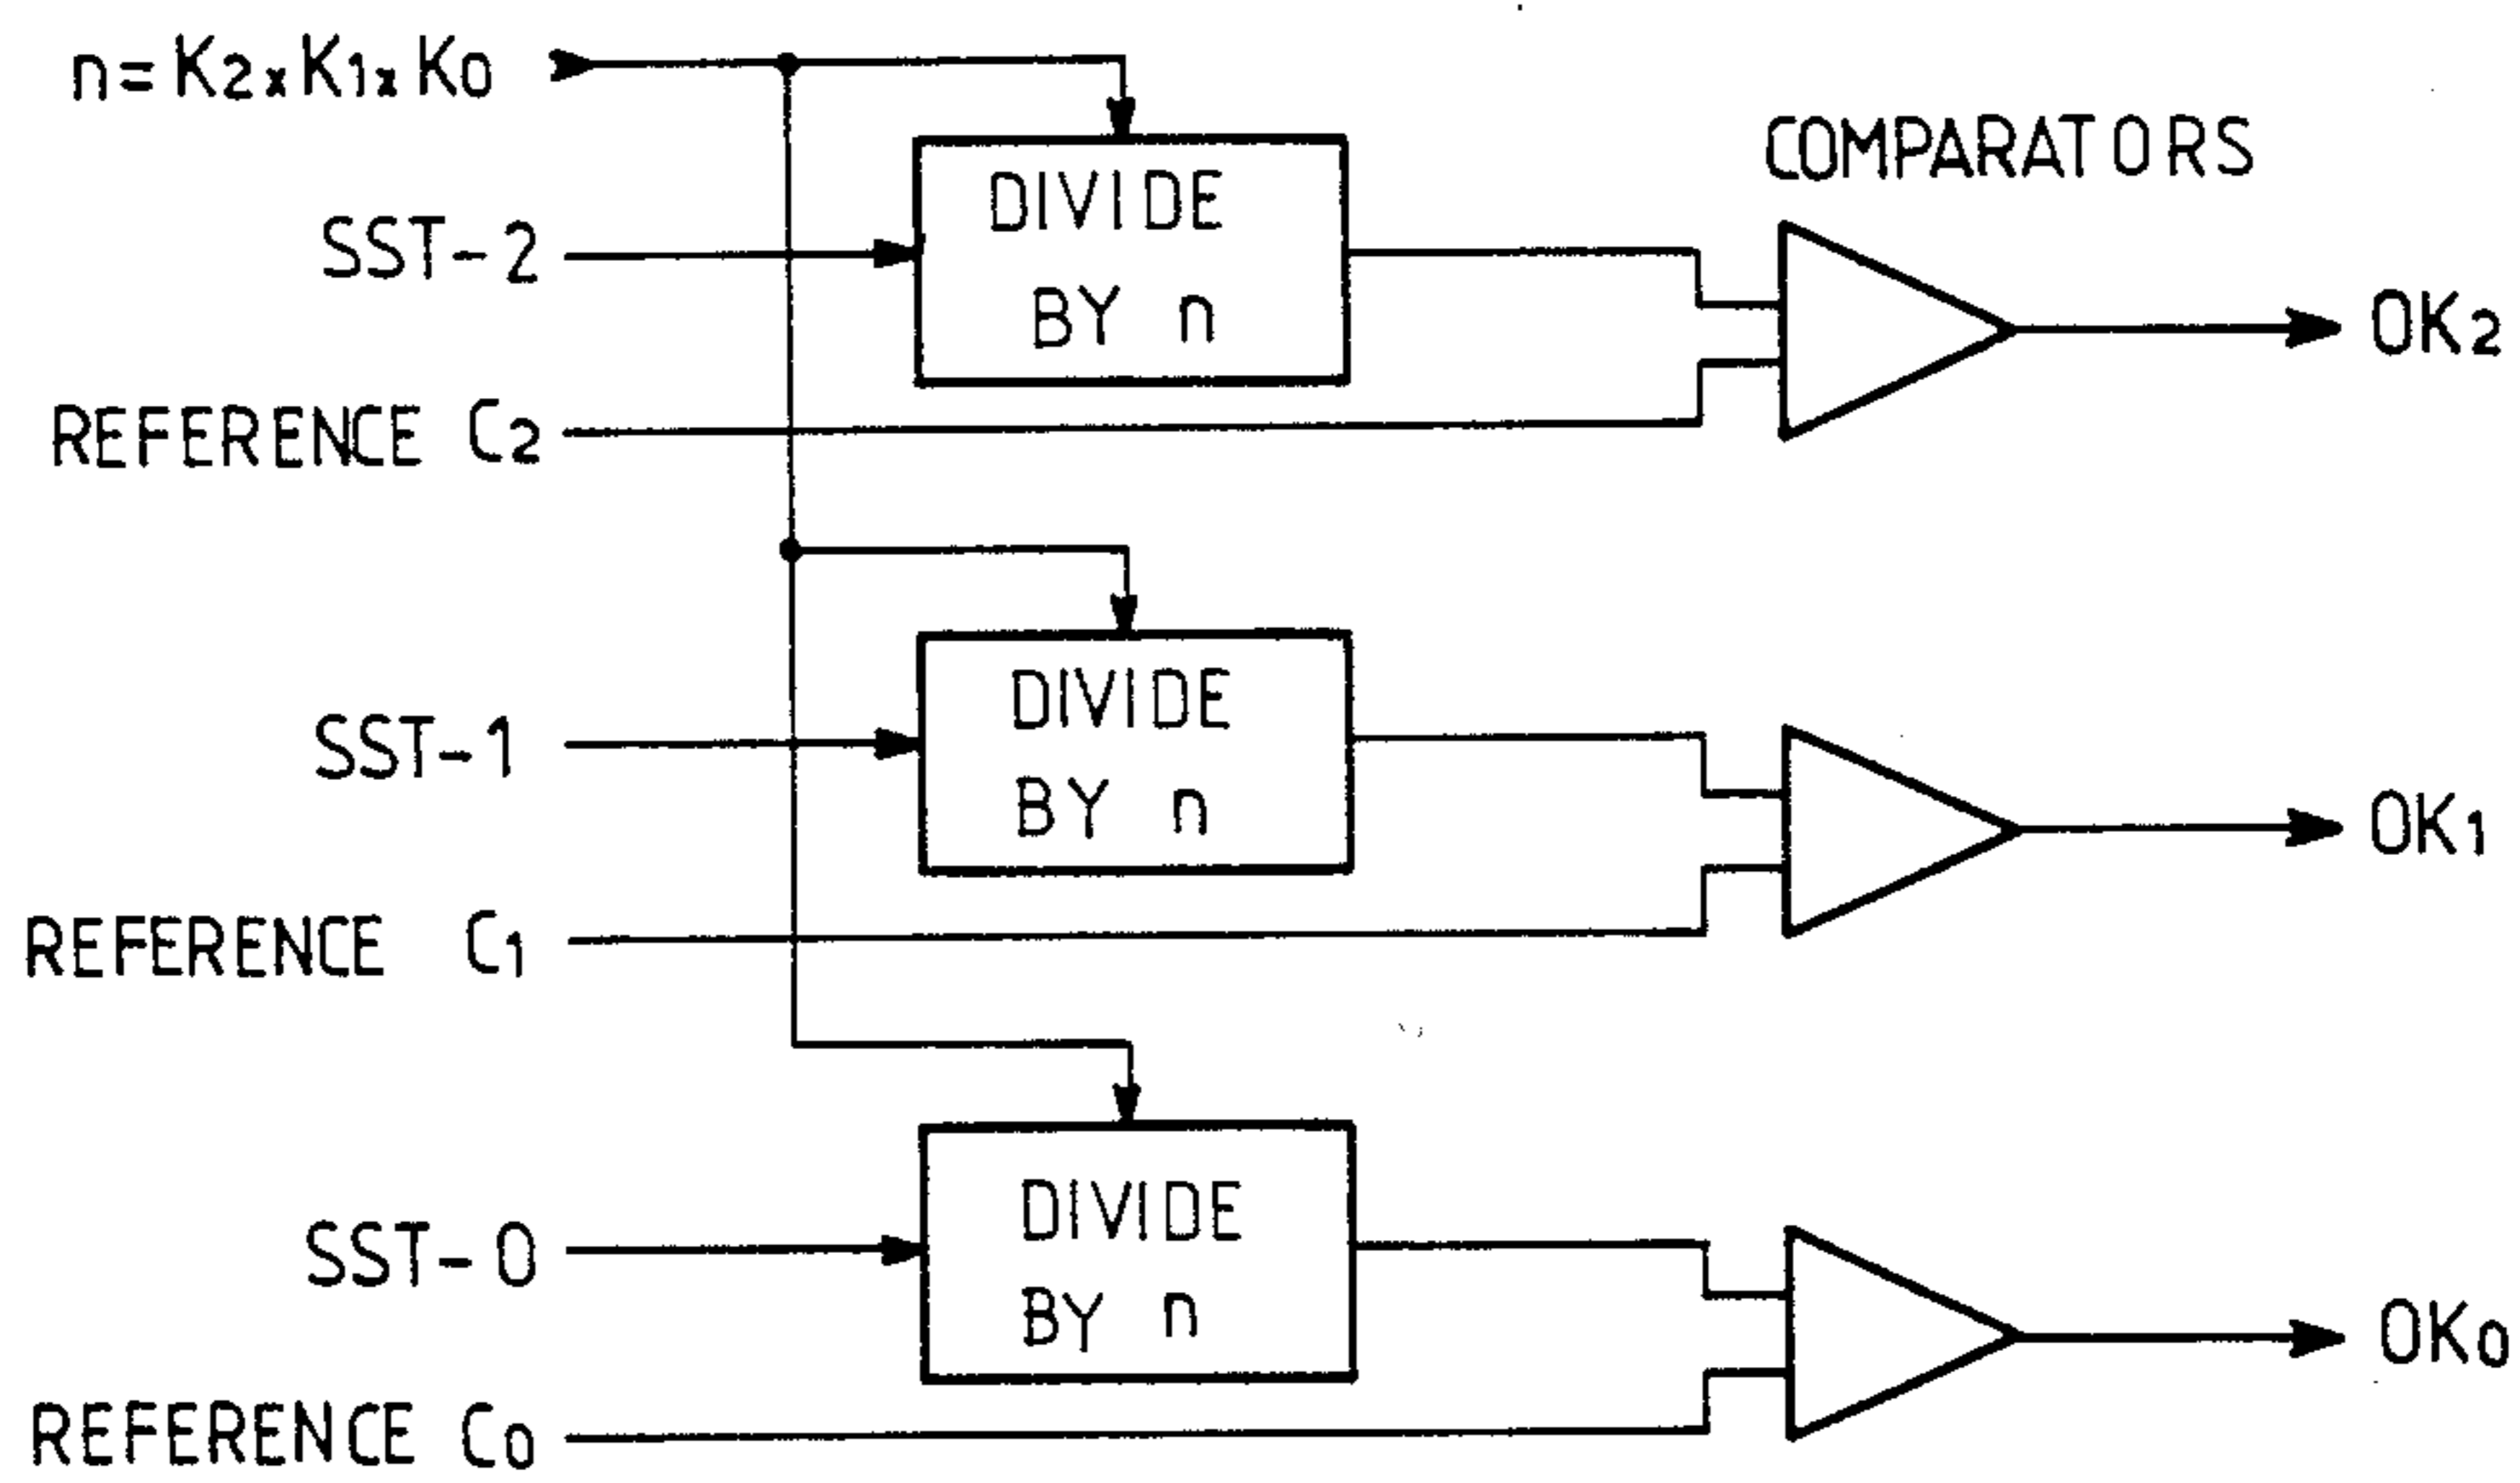 n=K2xK1xK0
COMPARATORS
SST-2
DIVIDE
BY n
REFERENCE C2
OK2
SST-1
DIVIDE
BY n
REFERENCE C1
OK1
SST-0
DIVIDE
BY n
REFERENCE C0
OK0